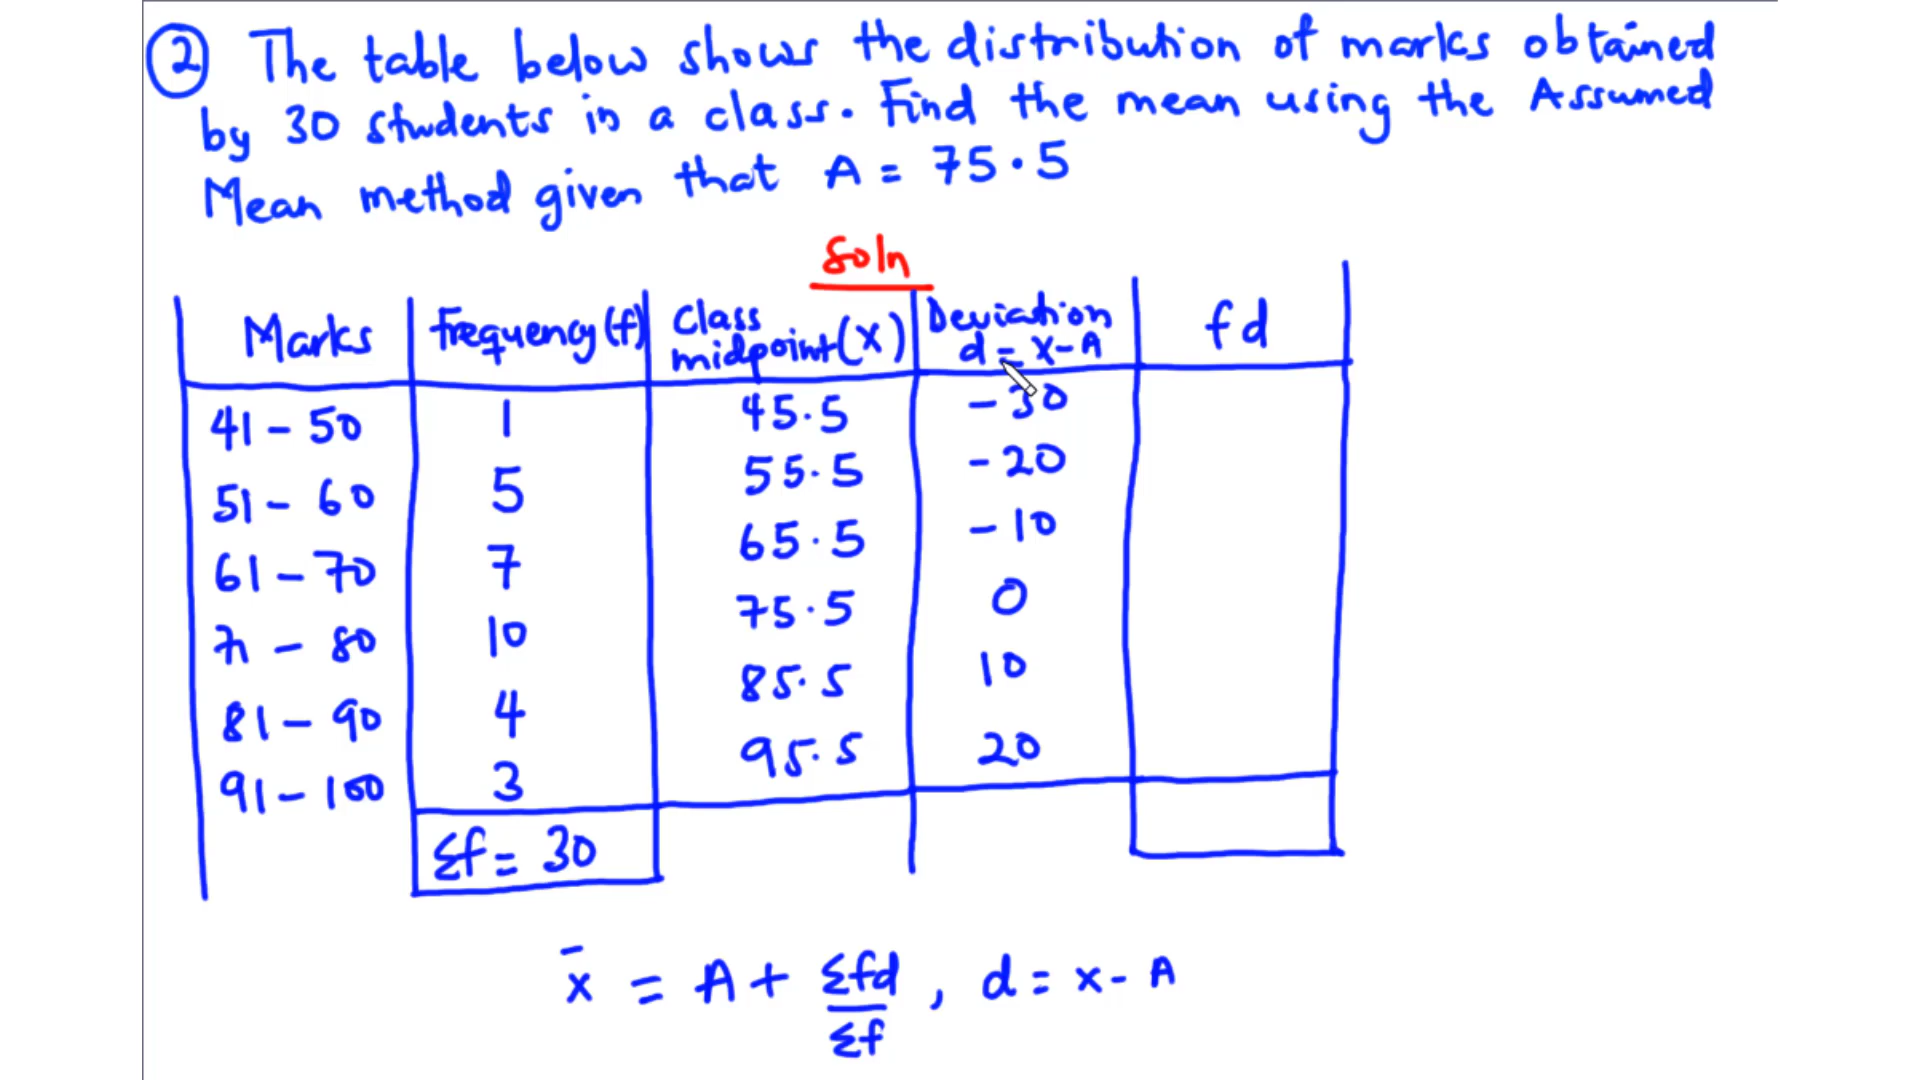 2 The table below shows the distribution of marks obtained
by 30 students in a class. Find the mean using the Assumed
Mean method given that A = 75.5
Soln
Marks Frequency (f) Class midpoint (x) Deviation d = x - A fd
41 - 50 1 45.5 - 30
51 - 60 5 55.5 - 20
61 - 70 7 65.5 - 10
71 - 80 10 75.5 0
81 - 90 4 85.5 10
91 - 100 3 95.5 20
Σf = 30
x̄ = A + Σfd / Σf , d = x - A